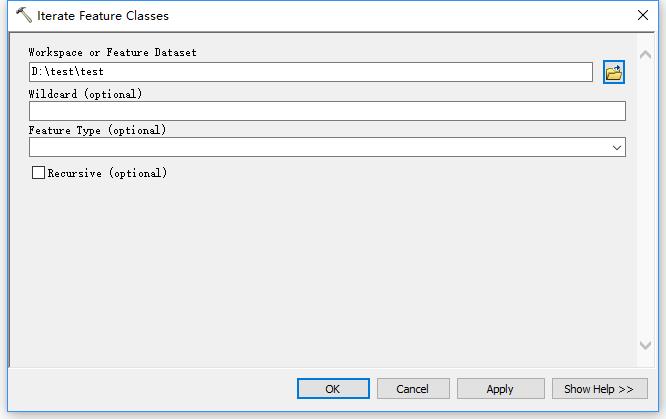 Iterate Feature Classes
Workspace or Feature Dataset
D:\test\test
Wildcard (optional)
Feature Type (optional)
Recursive (optional)
OK
Cancel
Apply
Show Help >>